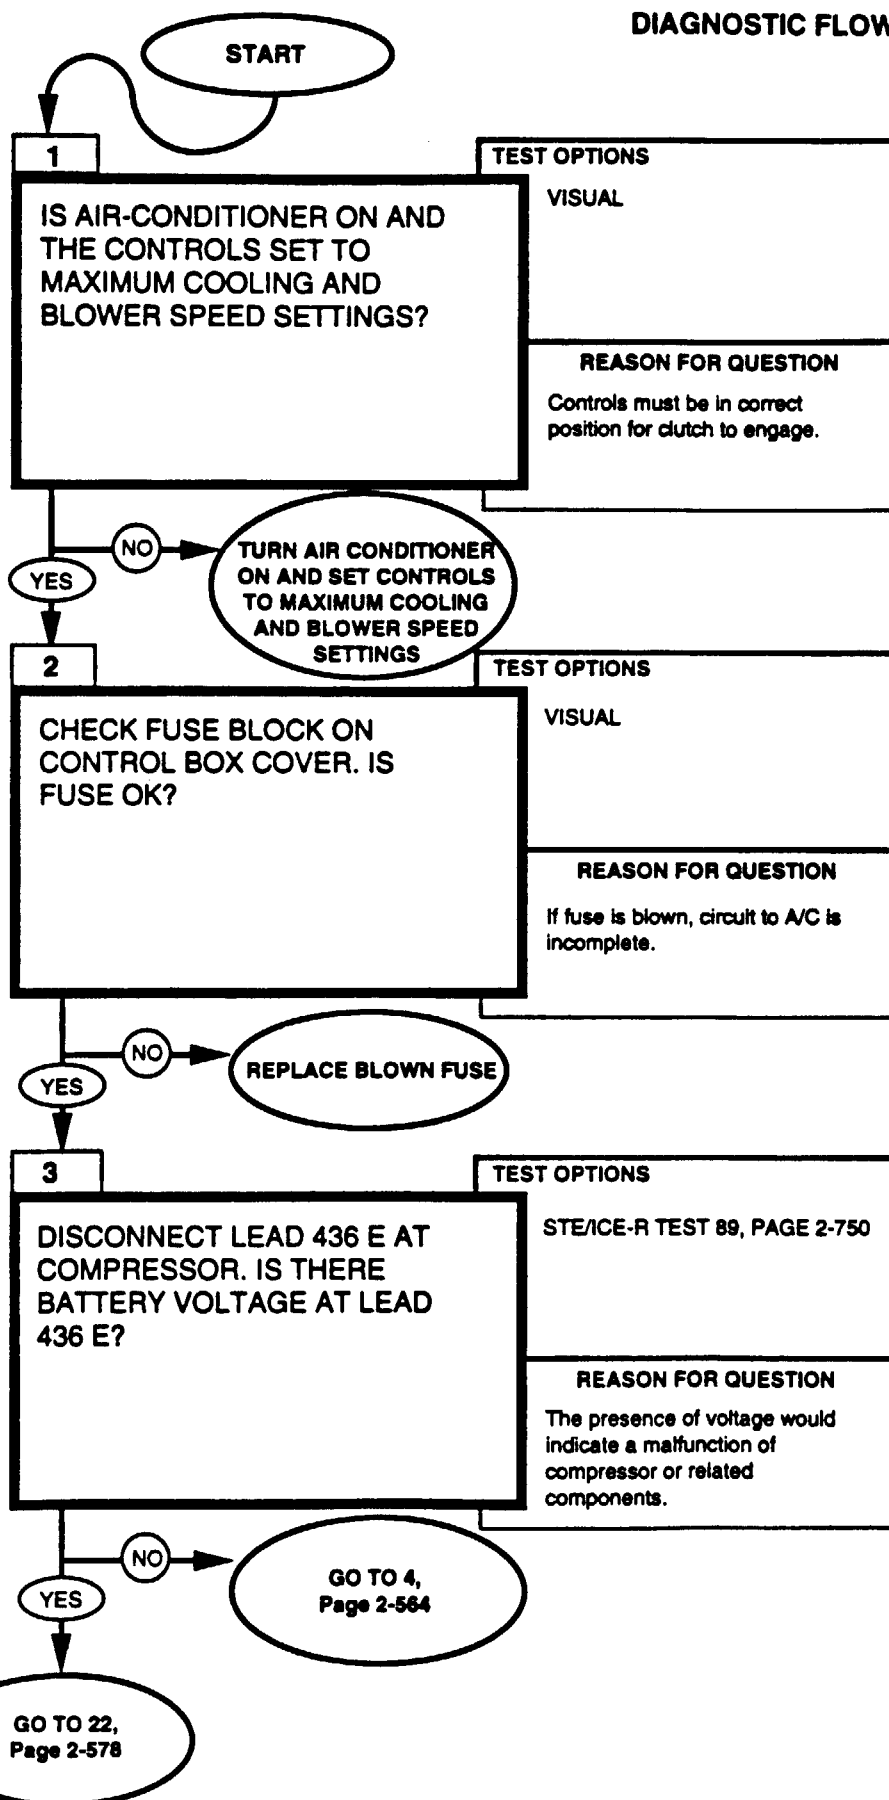 DIAGNOSTIC FLOW
START
1
IS AIR-CONDITIONER ON AND
THE CONTROLS SET TO
MAXIMUM COOLING AND
BLOWER SPEED SETTINGS?
TEST OPTIONS
VISUAL
REASON FOR QUESTION
Controls must be in correct
position for clutch to engage.
NO
YES
TURN AIR CONDITIONER
ON AND SET CONTROLS
TO MAXIMUM COOLING
AND BLOWER SPEED
SETTINGS
2
CHECK FUSE BLOCK ON
CONTROL BOX COVER. IS
FUSE OK?
TEST OPTIONS
VISUAL
REASON FOR QUESTION
If fuse is blown, circuit to A/C is
incomplete.
NO
YES
REPLACE BLOWN FUSE
3
DISCONNECT LEAD 436 E AT
COMPRESSOR. IS THERE
BATTERY VOLTAGE AT LEAD
436 E?
TEST OPTIONS
STE/ICE-R TEST 89, PAGE 2-750
REASON FOR QUESTION
The presence of voltage would
indicate a malfunction of
compressor or related
components.
NO
YES
GO TO 4,
Page 2-564
GO TO 22,
Page 2-578